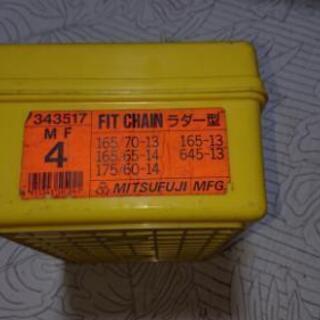 343517
MF
4
FIT CHAIN ラダー型
165/70-13 165-13
165/65-14 645-13
175/60-14
MITSUFUJI MFG.